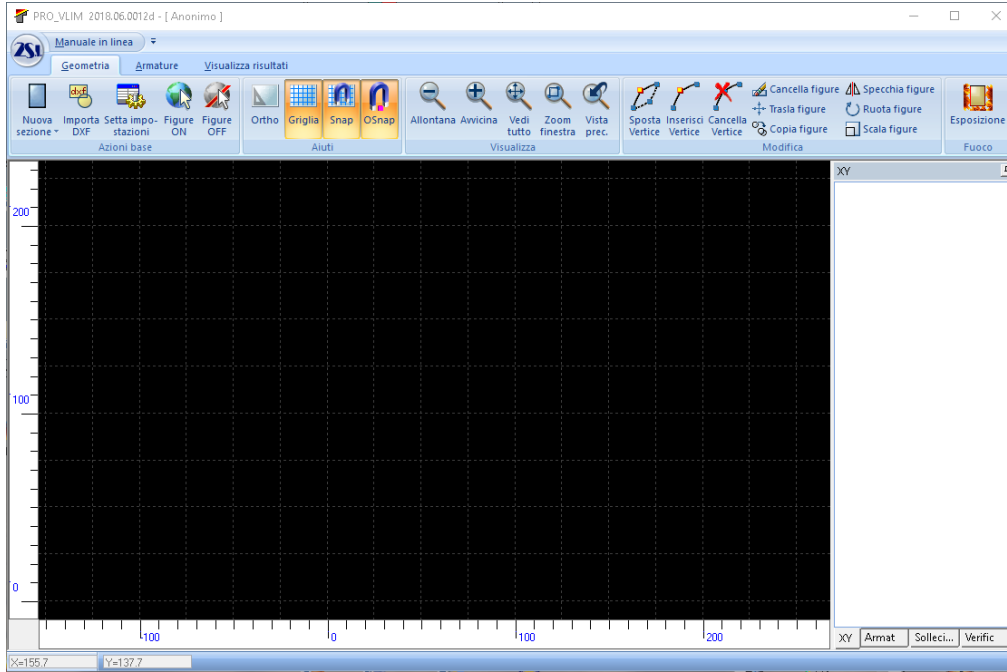 PRO_VLIM 2018.06.0012d - [ Anonimo ]
2SI
Manuale in linea
Geometria Armature Visualizza risultati
Nuova sezione
Importa DXF
Setta impostazioni
Figure ON
Figure OFF
Ortho
Griglia
Snap
OSnap
Allontana
Avvicina
Vedi tutto
Zoom finestra
Vista prec.
Sposta Vertice
Inserisci Vertice
Cancella Vertice
Cancella figure
Trasla figure
Copia figure
Specchia figure
Ruota figure
Scala figure
Esposizione
Azioni base Aiuti Visualizza Modifica Fuoco
XY
200
100
0
-100 0 100 200
XY Armat Solleci... Verific
X=155.7 Y=137.7